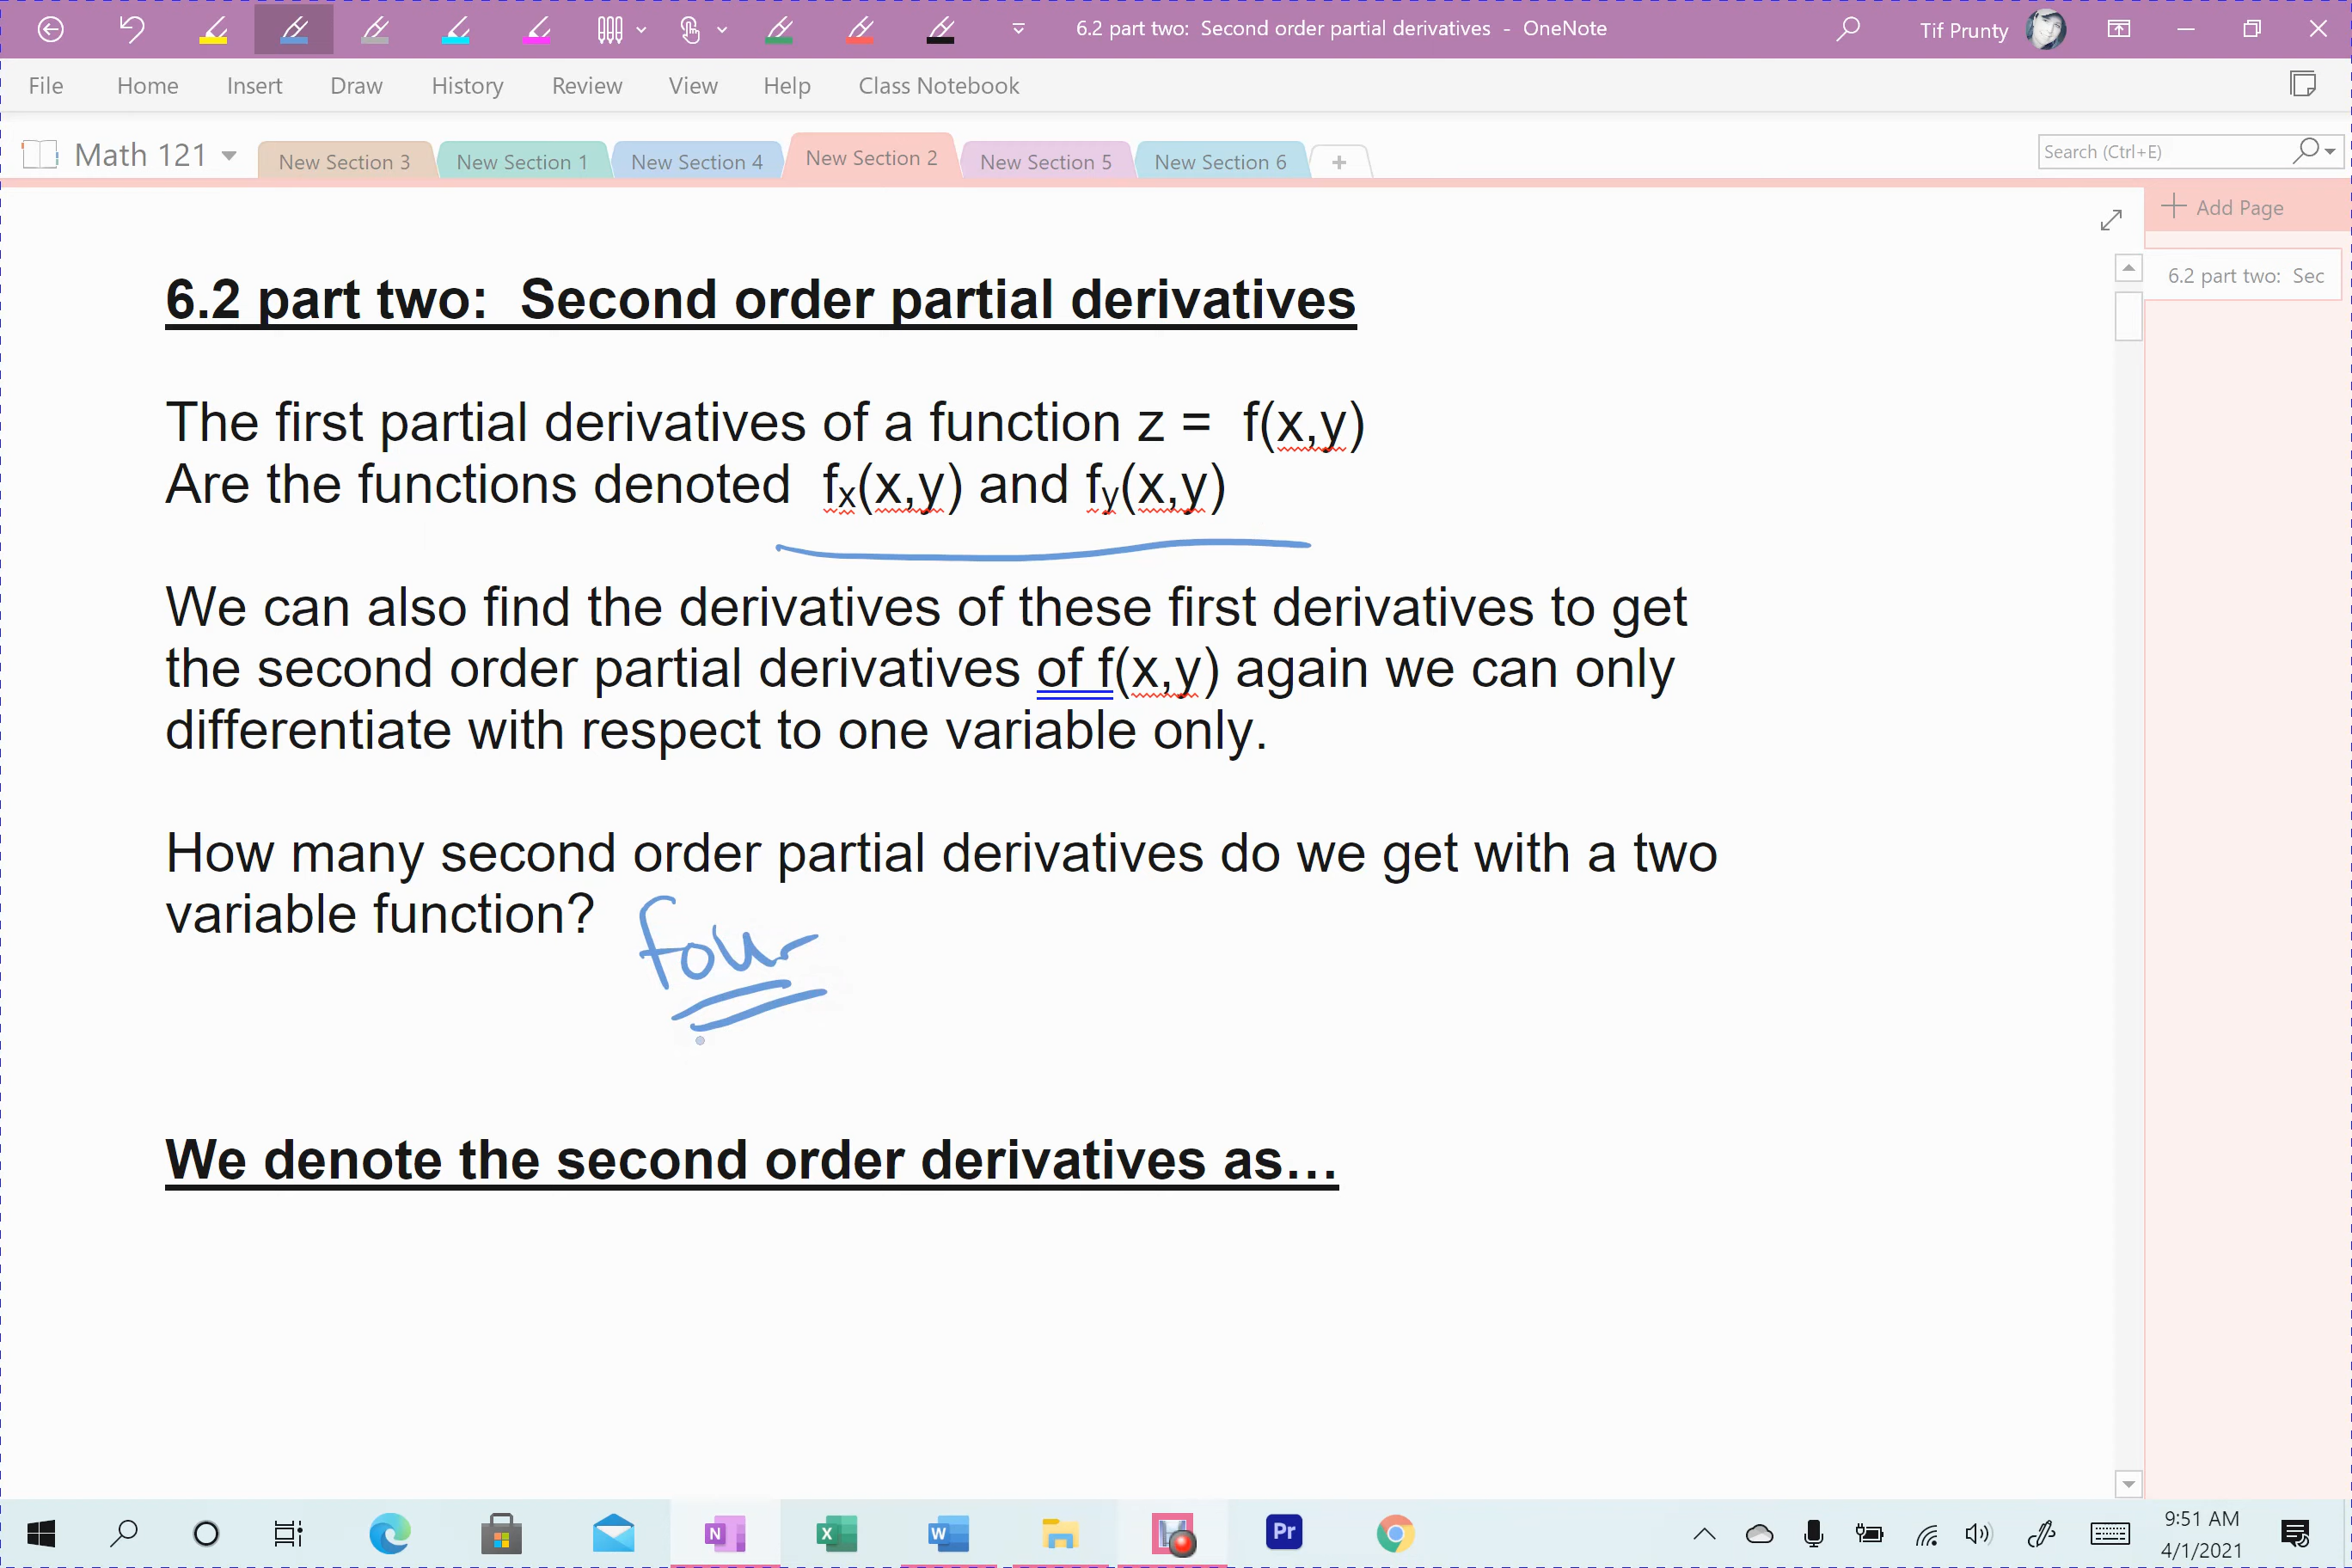 6.2 part two:  Second order partial derivatives  -  OneNote
Tif Prunty
File Home Insert Draw History Review View Help Class Notebook
Math 121 New Section 3 New Section 1 New Section 4 New Section 2 New Section 5 New Section 6 +
Search (Ctrl+E)
Add Page
6.2 part two:  Sec
6.2 part two:  Second order partial derivatives
The first partial derivatives of a function z =  f(x,y)
Are the functions denoted  fx(x,y) and fy(x,y)
We can also find the derivatives of these first derivatives to get
the second order partial derivatives of f(x,y) again we can only
differentiate with respect to one variable only.
How many second order partial derivatives do we get with a two
variable function?
four
We denote the second order derivatives as…
N X W Pr
9:51 AM
4/1/2021